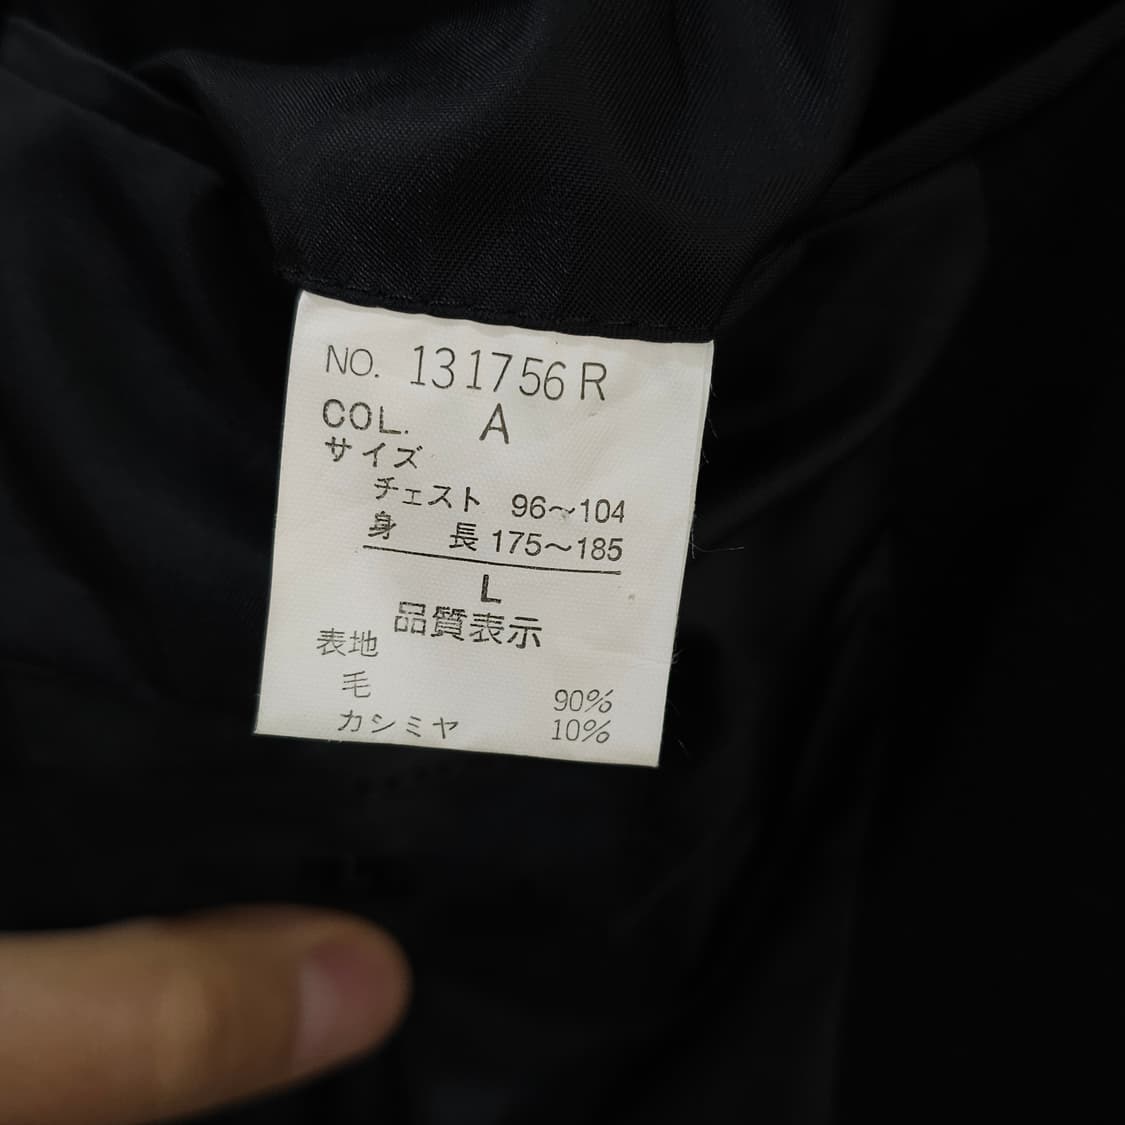 NO. 131756R
COL. A
サイズ
チェスト 96～104
身長 175～185
L
品質表示
表地
毛 90%
カシミヤ 10%